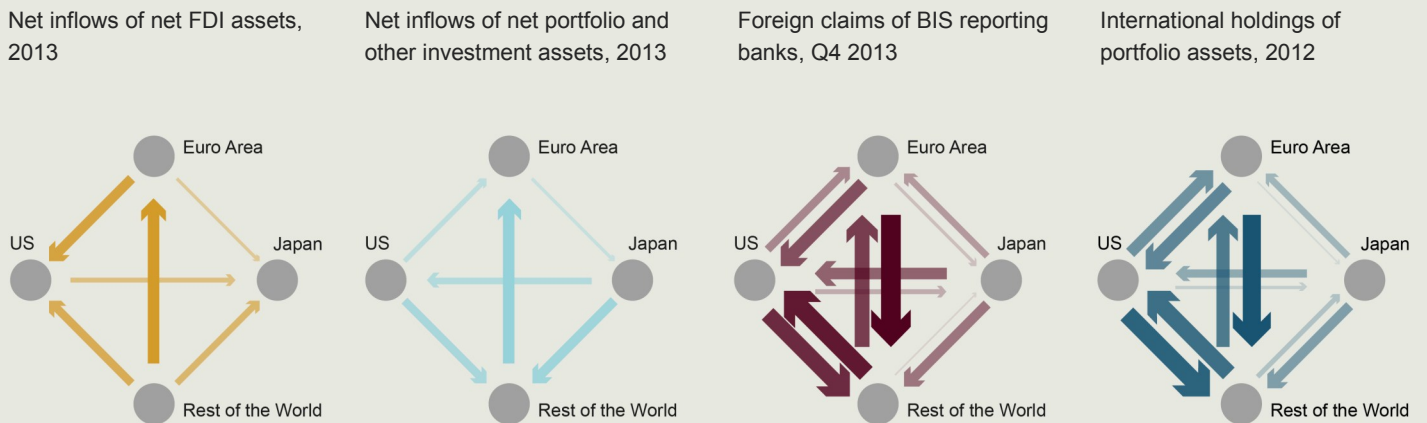 Net inflows of net FDI assets,
2013
Net inflows of net portfolio and
other investment assets, 2013
Foreign claims of BIS reporting
banks, Q4 2013
International holdings of
portfolio assets, 2012
Euro Area
US
Japan
Rest of the World
Euro Area
US
Japan
Rest of the World
Euro Area
US
Japan
Rest of the World
Euro Area
US
Japan
Rest of the World